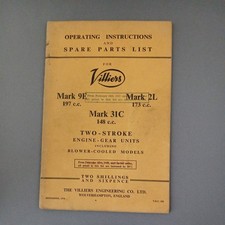 OPERATING INSTRUCTIONS
AND
SPARE PARTS LIST
FOR
Villiers
Mark 9E Mark 2L
197 c.c. 173 c.c.
Mark 31C
148 c.c.
TWO-STROKE
ENGINE-GEAR UNITS
INCLUDING
BLOWER-COOLED MODELS
TWO SHILLINGS
AND SIXPENCE
THE VILLIERS ENGINEERING CO. LTD.
WOLVERHAMPTON, ENGLAND